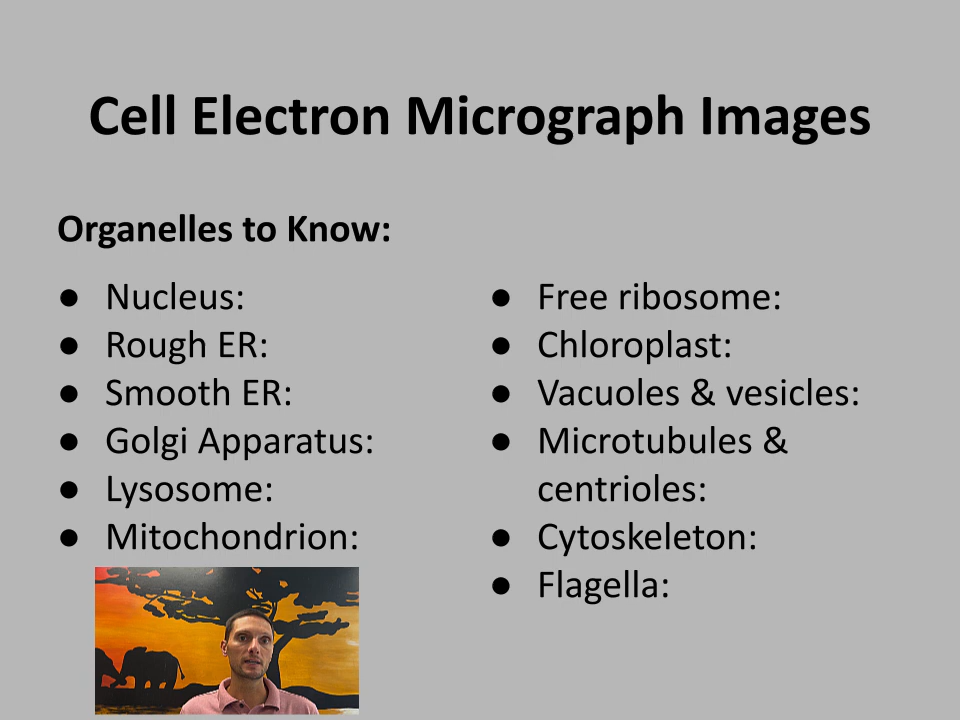 Cell Electron Micrograph Images
Organelles to Know:
● Nucleus:
● Rough ER:
● Smooth ER:
● Golgi Apparatus:
● Lysosome:
● Mitochondrion:
● Free ribosome:
● Chloroplast:
● Vacuoles & vesicles:
● Microtubules &
centrioles:
● Cytoskeleton:
● Flagella: